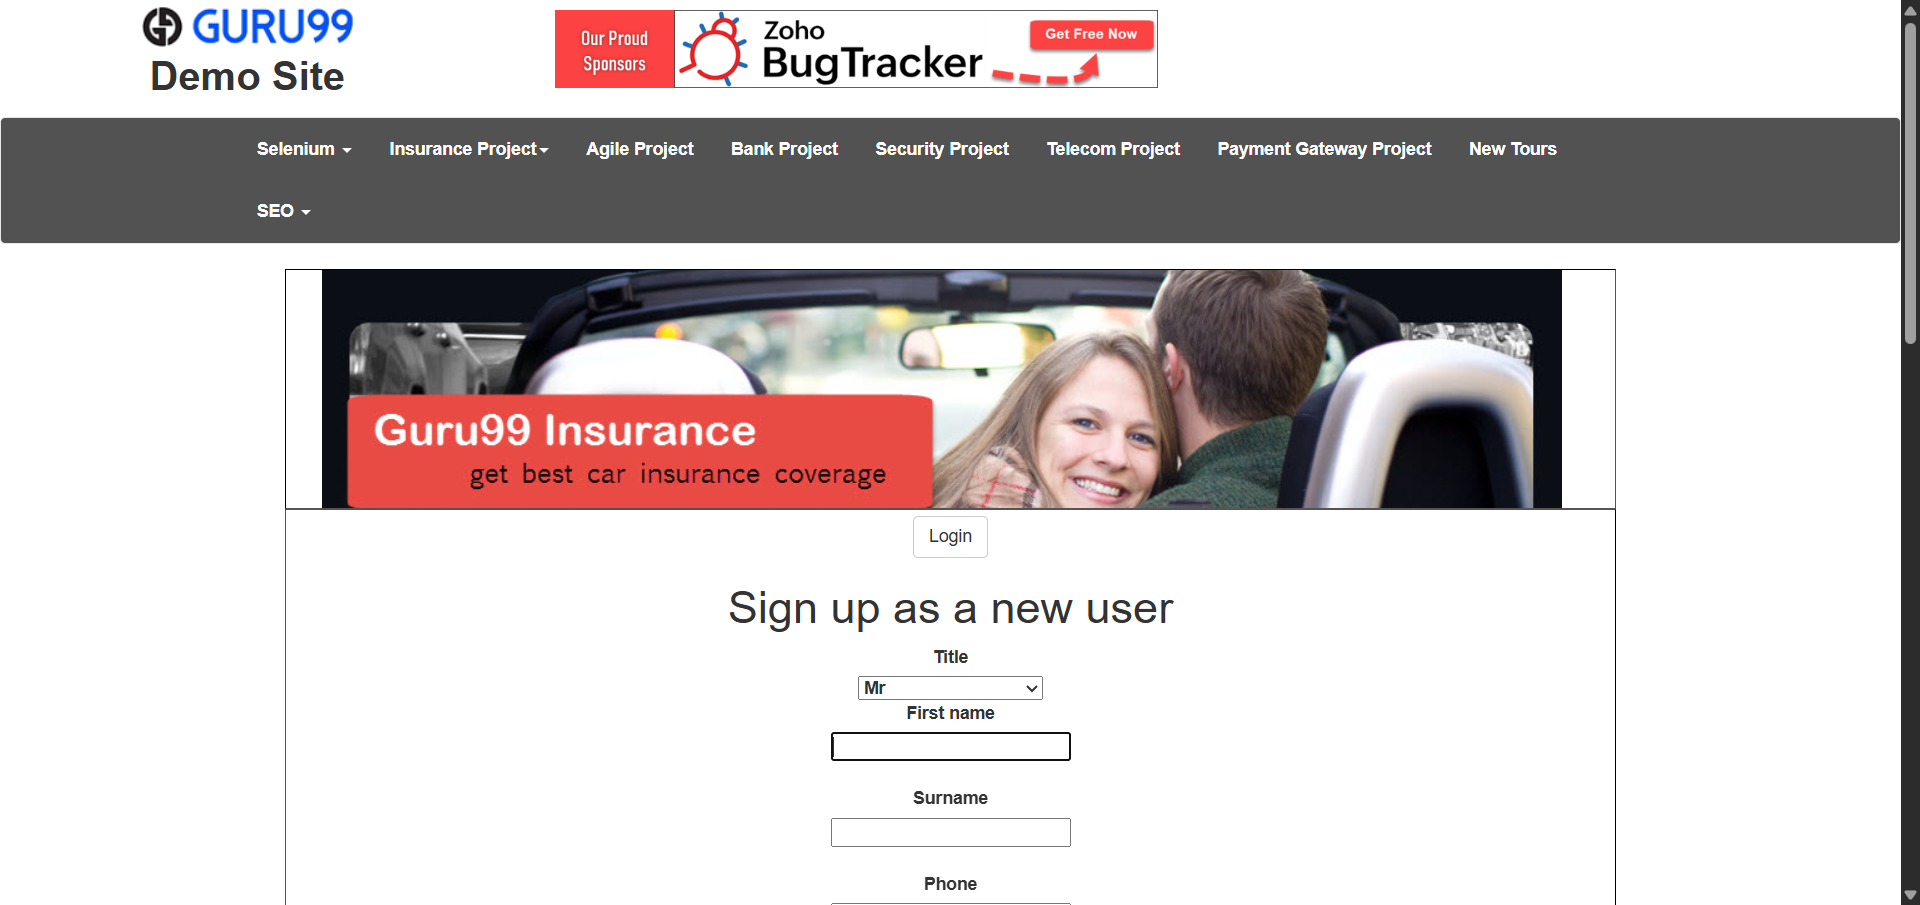 GURU99
Demo Site
Our Proud
Sponsors
Zoho
BugTracker
Get Free Now
Selenium
Insurance Project
Agile Project
Bank Project
Security Project
Telecom Project
Payment Gateway Project
New Tours
SEO
Guru99 Insurance
get best car insurance coverage
Login
Sign up as a new user
Title
Mr
First name
Surname
Phone